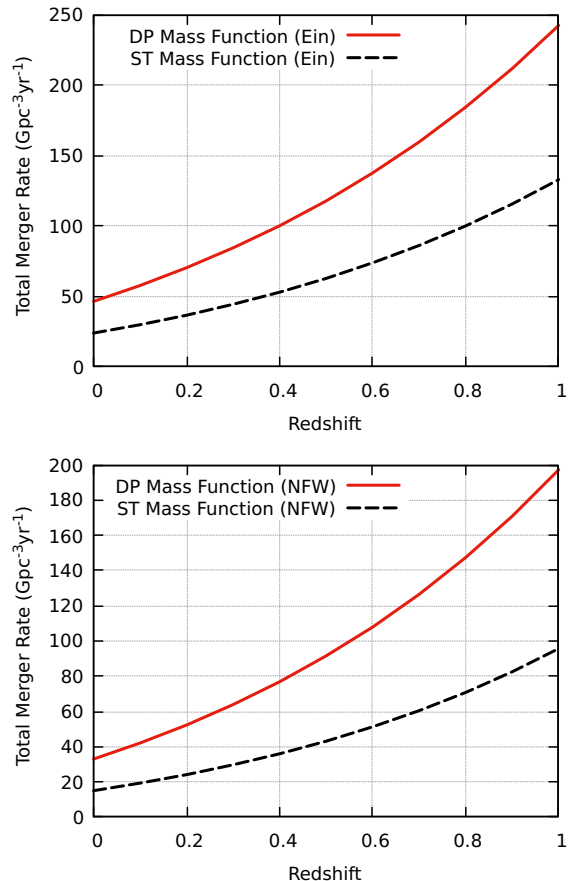 DP Mass Function (Ein)
ST Mass Function (Ein)
Total Merger Rate (Gpc⁻³yr⁻¹)
250
200
150
100
50
0
0 0.2 0.4 0.6 0.8 1
Redshift
DP Mass Function (NFW)
ST Mass Function (NFW)
Total Merger Rate (Gpc⁻³yr⁻¹)
200
180
160
140
120
100
80
60
40
20
0
0 0.2 0.4 0.6 0.8 1
Redshift